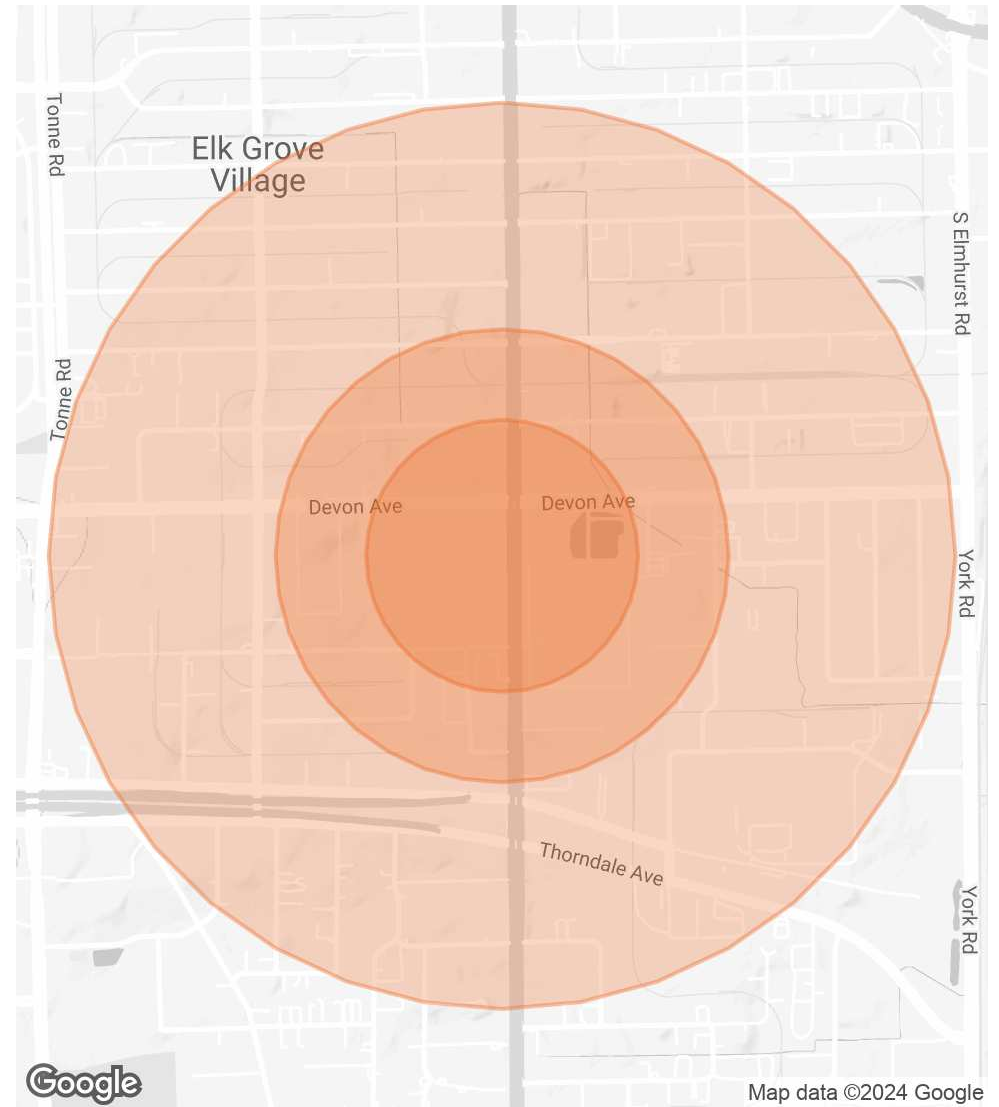 Tonne Rd
Elk Grove
Village
S Elmhurst Rd
Tonne Rd
Devon Ave
Devon Ave
York Rd
Thorndale Ave
York Rd
Google
Map data ©2024 Google